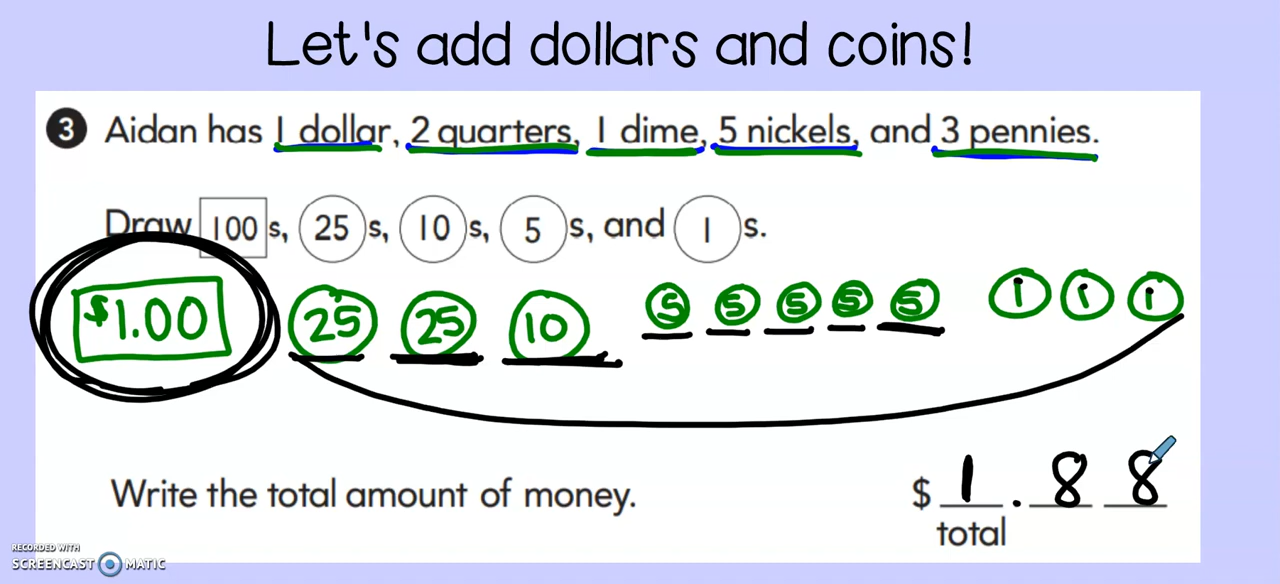 Let's add dollars and coins!
3 Aidan has 1 dollar, 2 quarters, 1 dime, 5 nickels, and 3 pennies.
Draw 100 s, 25 s, 10 s, 5 s, and 1 s.
$1.00 25 25 10 5 5 5 5 5 1 1 1
Write the total amount of money. $ 1 . 8 8
total
RECORDED WITH
SCREENCAST MATIC